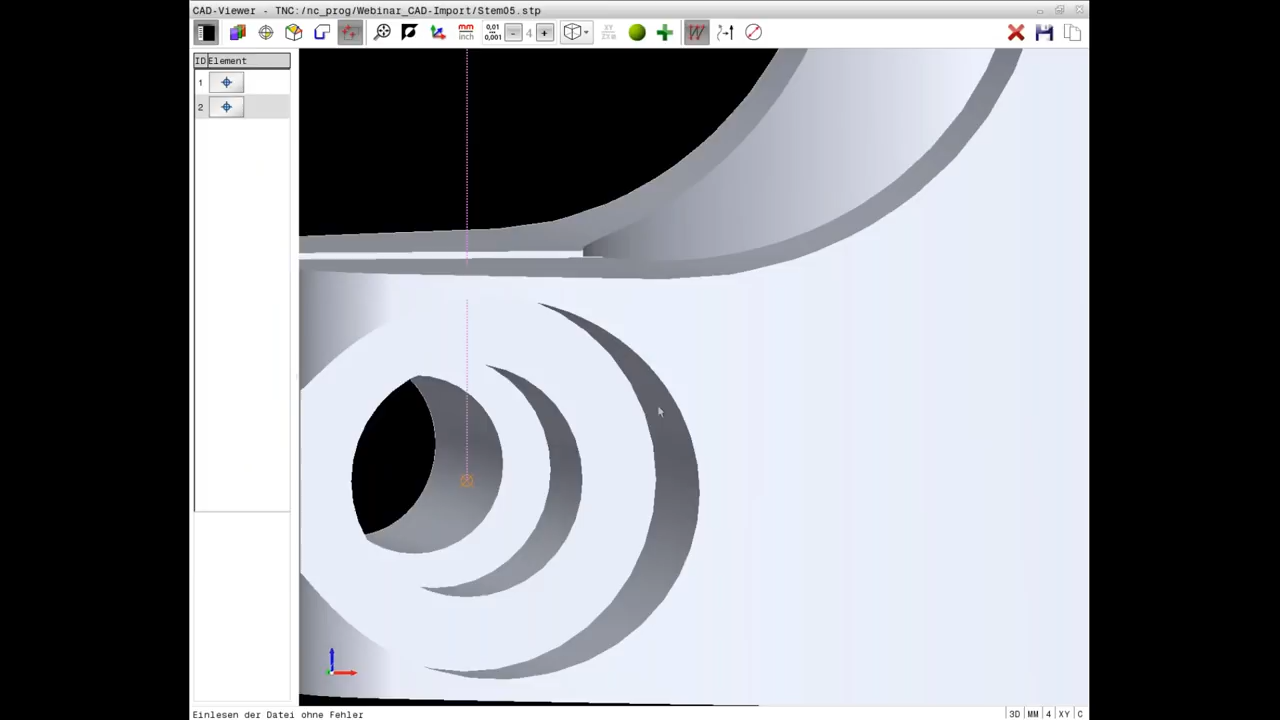 CAD-Viewer - TNC:/nc_prog/Webinar_CAD-Import/Stem05.stp
mm
inch
0,01
0,001
4
ID Element
1
2
Einlesen der Datei ohne Fehler
3D MM 4 XY C